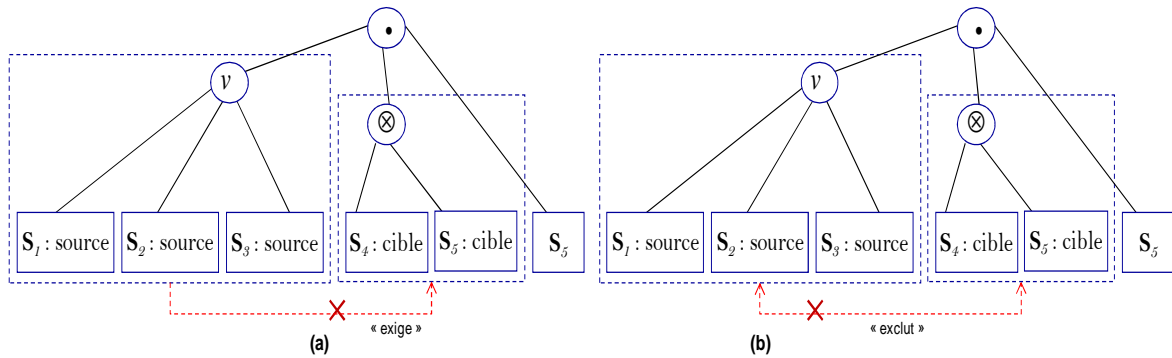 •
•
v
v
⊗
⊗
S1 : source S2 : source S3 : source S4 : cible S5 : cible S5
S1 : source S2 : source S3 : source S4 : cible S5 : cible S5
« exige »
« exclut »
(a)
(b)